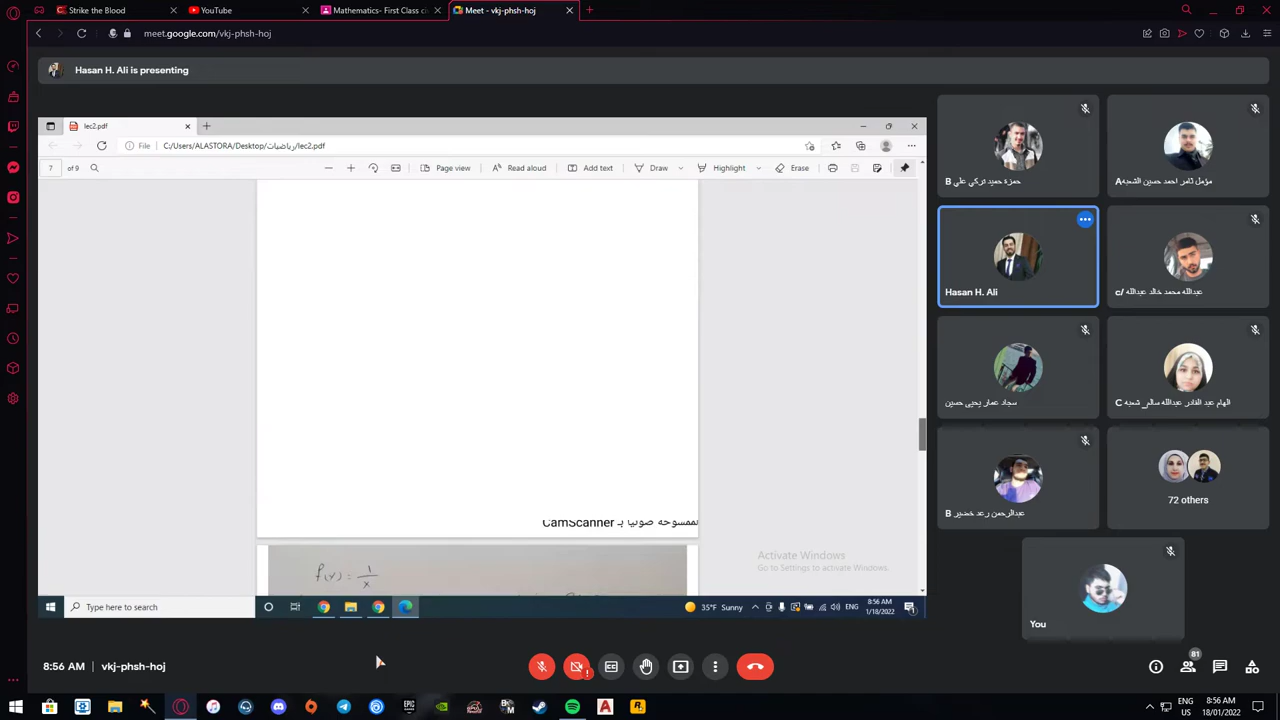 Strike the Blood
YouTube
Mathematics- First Class ci
Meet - vkj-phsh-hoj
meet.google.com/vkj-phsh-hoj
Hasan H. Ali is presenting
lec2.pdf
File
C:/Users/ALASTORA/Desktop/رياضيات/lec2.pdf
7 of 9
Page view
Read aloud
Add text
Draw
Highlight
Erase
الممسوحة ضوئيا بـ CamScanner
f(x) = 1/x
Activate Windows
Go to Settings to activate Windows.
Type here to search
35°F Sunny
ENG
8:56 AM
1/18/2022
حمزة حميد تركي علي B
مؤمل ثامر احمد حسين الشعبه A
Hasan H. Ali
عبدالله محمد خالد عبدالله /c
سجاد عمار يحيى حسين
الهام عبد القادر عبدالله سالم_شعبه C
عبدالرحمن رعد خضير B
72 others
You
8:56 AM | vkj-phsh-hoj
81
ENG
US
8:56 AM
18/01/2022